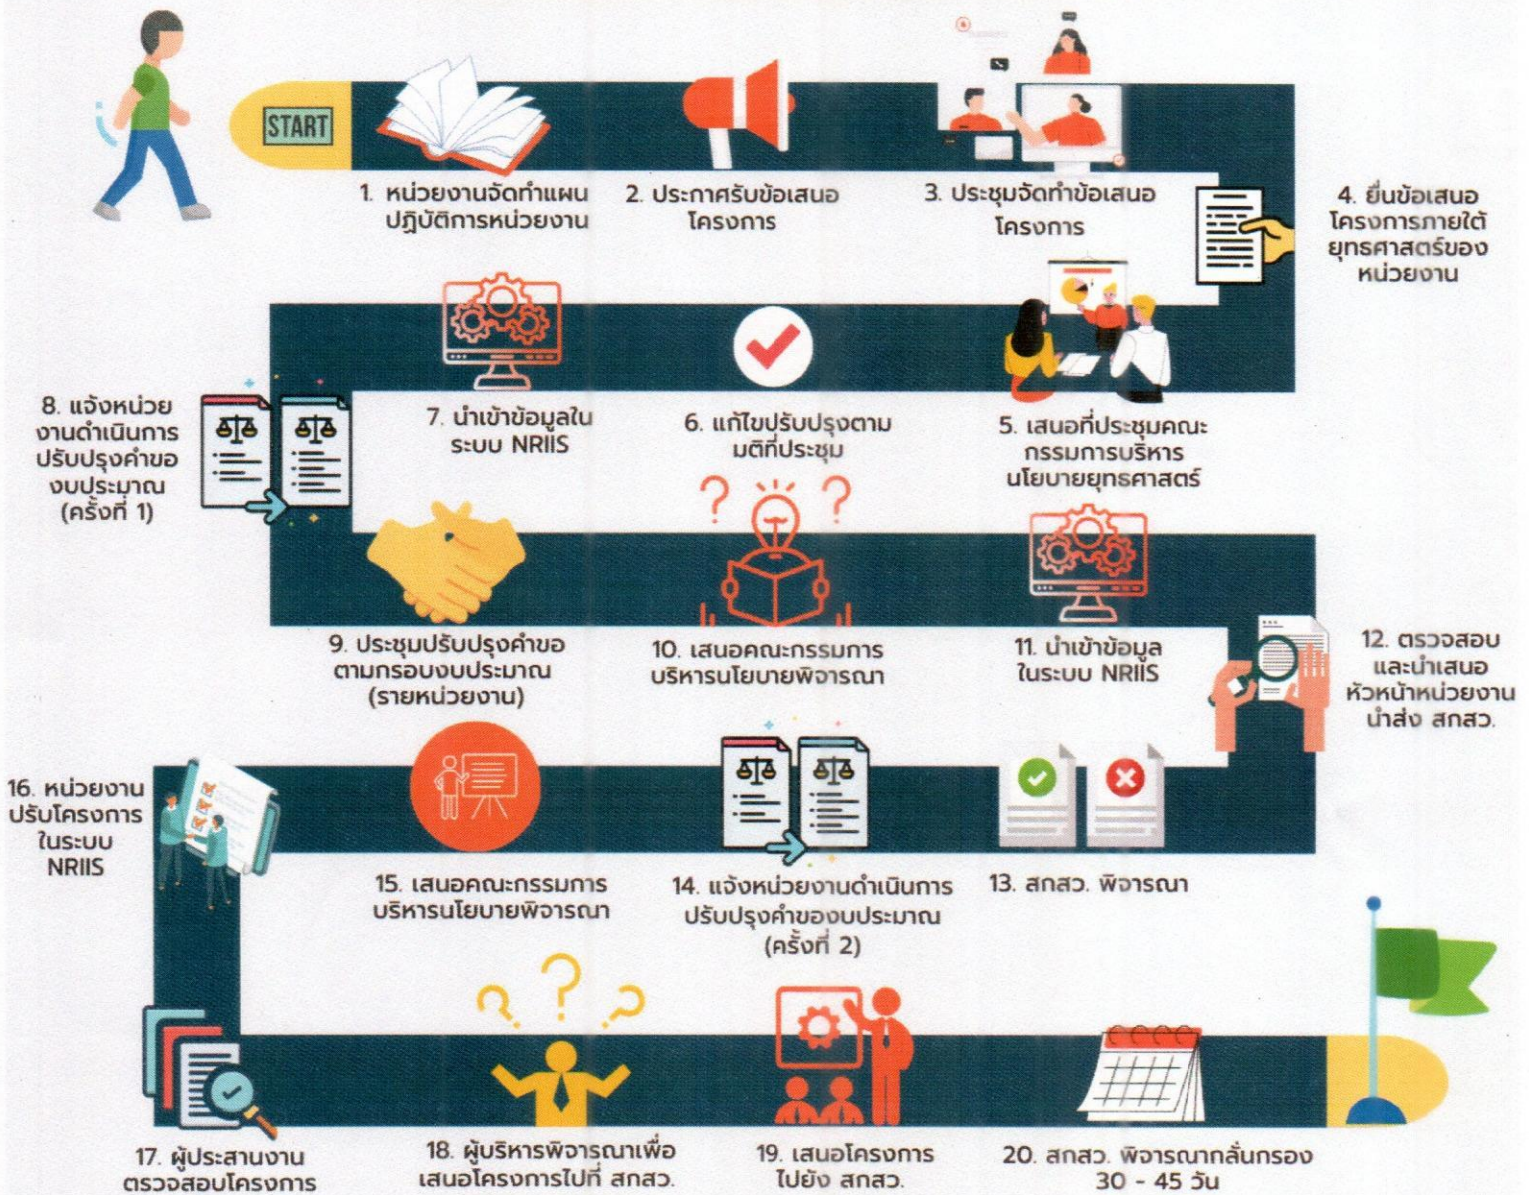 START
1. หน่วยงานจัดทำแผน
ปฏิบัติการหน่วยงาน
2. ประกาศรับข้อเสนอ
โครงการ
3. ประชุมจัดทำข้อเสนอ
โครงการ
4. ยื่นข้อเสนอ
โครงการภายใต้
ยุทธศาสตร์ของ
หน่วยงาน
5. เสนอที่ประชุมคณะ
กรรมการบริหาร
นโยบายยุทธศาสตร์
6. แก้ไขปรับปรุงตาม
มติที่ประชุม
7. นำเข้าข้อมูลใน
ระบบ NRIIS
8. แจ้งหน่วย
งานดำเนินการ
ปรับปรุงคำขอ
งบประมาณ
(ครั้งที่ 1)
9. ประชุมปรับปรุงคำขอ
ตามกรอบงบประมาณ
(รายหน่วยงาน)
10. เสนอคณะกรรมการ
บริหารนโยบายพิจารณา
11. นำเข้าข้อมูล
ในระบบ NRIIS
12. ตรวจสอบ
และนำเสนอ
หัวหน้าหน่วยงาน
นำส่ง สกสว.
13. สกสว. พิจารณา
14. แจ้งหน่วยงานดำเนินการ
ปรับปรุงคำของบประมาณ
(ครั้งที่ 2)
15. เสนอคณะกรรมการ
บริหารนโยบายพิจารณา
16. หน่วยงาน
ปรับโครงการ
ในระบบ
NRIIS
17. ผู้ประสานงาน
ตรวจสอบโครงการ
18. ผู้บริหารพิจารณาเพื่อ
เสนอโครงการไปที่ สกสว.
19. เสนอโครงการ
ไปยัง สกสว.
20. สกสว. พิจารณากลั่นกรอง
30 - 45 วัน